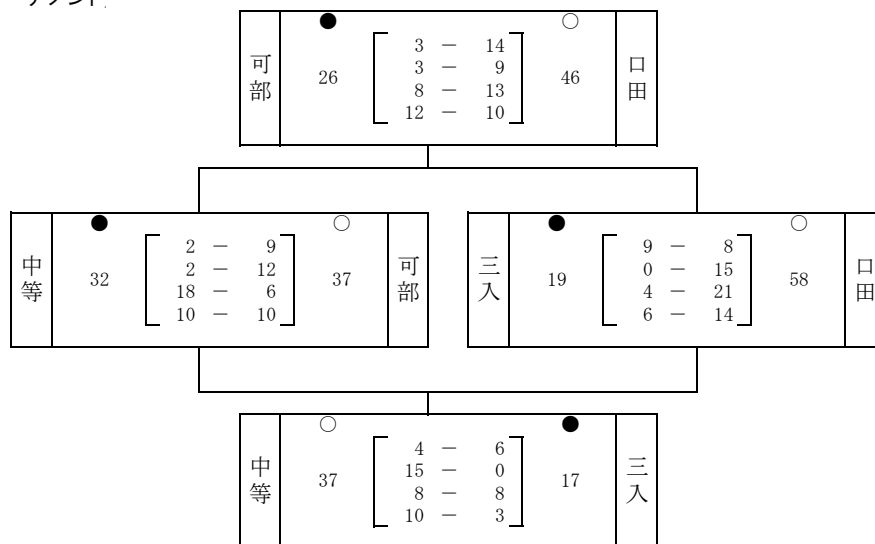 ● ○
可部 26 3 － 14 46 口田
3 － 9
8 － 13
12 － 10
● ○
中等 32 2 － 9 37 可部
2 － 12
18 － 6
10 － 10
● ○
三入 19 9 － 8 58 口田
0 － 15
4 － 21
6 － 14
○ ●
中等 37 4 － 6 17 三入
15 － 0
8 － 8
10 － 3